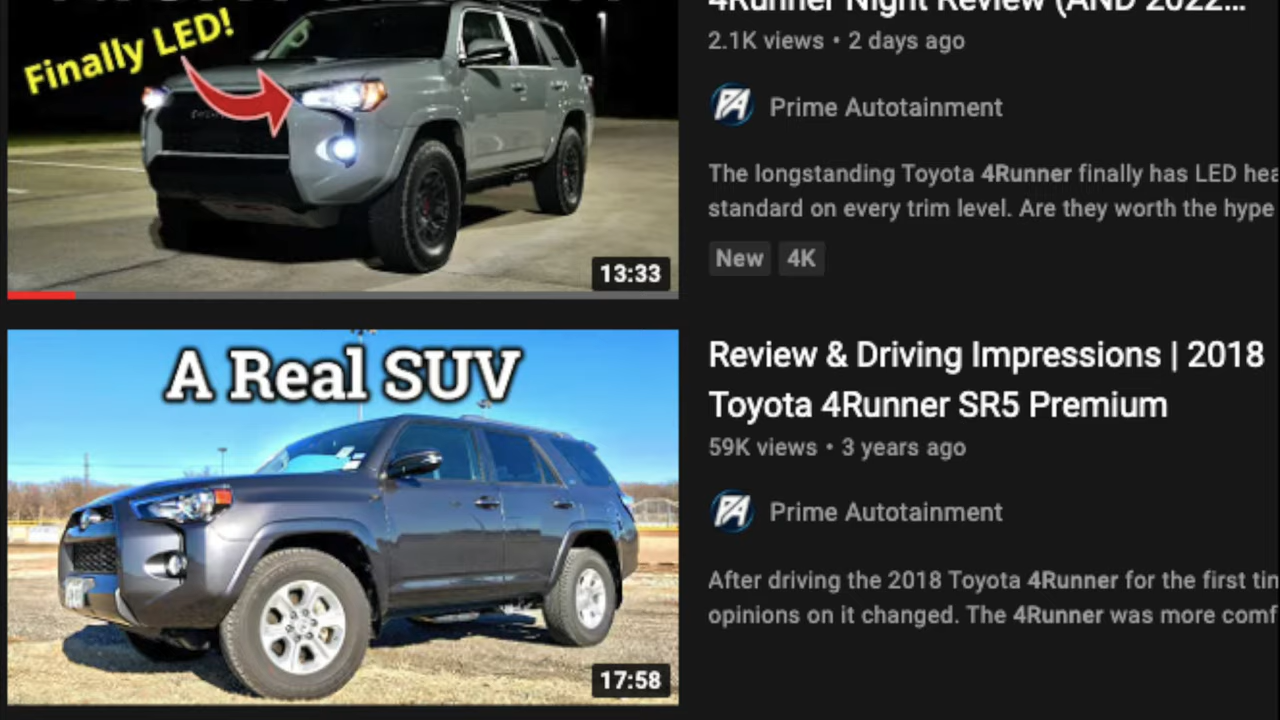 Finally LED!
13:33
4Runner Night Review (AND 2022...
2.1K views • 2 days ago
PA Prime Autotainment
The longstanding Toyota 4Runner finally has LED
standard on every trim level. Are they worth the hype
New 4K
A Real SUV
17:58
Review & Driving Impressions | 2018
Toyota 4Runner SR5 Premium
59K views • 3 years ago
PA Prime Autotainment
After driving the 2018 Toyota 4Runner for the first
opinions on it changed. The 4Runner was more